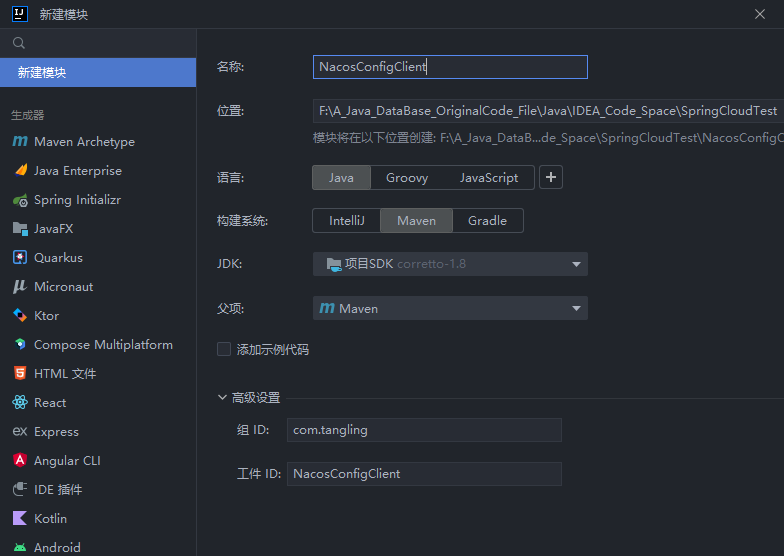 IJ 新建模块
新建模块
生成器
Maven Archetype
Java Enterprise
Spring Initializr
JavaFX
Quarkus
Micronaut
Ktor
Compose Multiplatform
HTML 文件
React
Express
Angular CLI
IDE 插件
Kotlin
Android
名称: NacosConfigClient
位置: F:\A_Java_DataBase_OriginalCode_File\Java\IDEA_Code_Space\SpringCloudTest
模块将在以下位置创建: F:\A_Java_DataB...de_Space\SpringCloudTest\NacosConfigC
语言: Java Groovy JavaScript +
构建系统: IntelliJ Maven Gradle
JDK: 项目SDK corretto-1.8
父项: m Maven
添加示例代码
高级设置
组 ID: com.tangling
工件 ID: NacosConfigClient